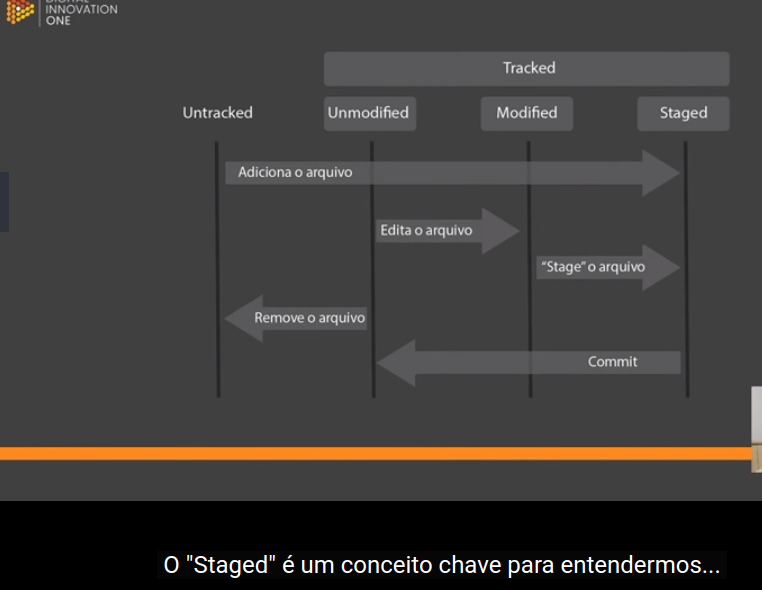 DIGITAL
INNOVATION
ONE
Tracked
Untracked
Unmodified
Modified
Staged
Adiciona o arquivo
Edita o arquivo
“Stage” o arquivo
Remove o arquivo
Commit
O "Staged" é um conceito chave para entendermos...